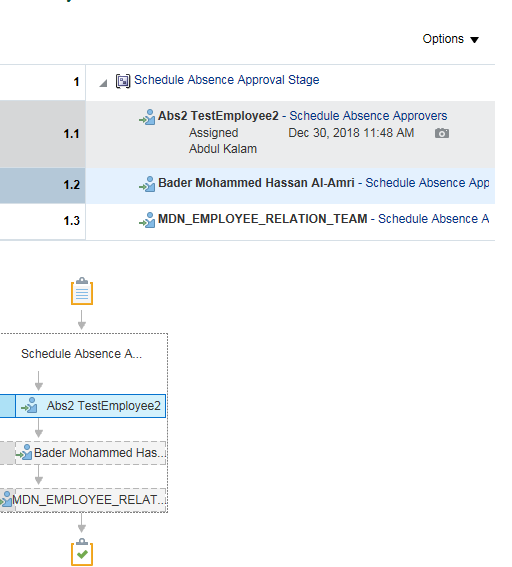 Options
1 Schedule Absence Approval Stage
1.1 Abs2 TestEmployee2 - Schedule Absence Approvers
Assigned Dec 30, 2018 11:48 AM
Abdul Kalam
1.2 Bader Mohammed Hassan Al-Amri - Schedule Absence App
1.3 MDN_EMPLOYEE_RELATION_TEAM - Schedule Absence A
Schedule Absence A...
Abs2 TestEmployee2
Bader Mohammed Has...
MDN_EMPLOYEE_RELAT...